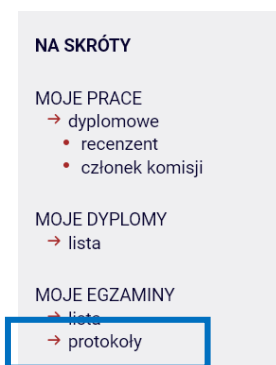 NA SKRÓTY
MOJE PRACE
→ dyplomowe
• recenzent
• członek komisji
MOJE DYPLOMY
→ lista
MOJE EGZAMINY
→ lista
→ protokoły